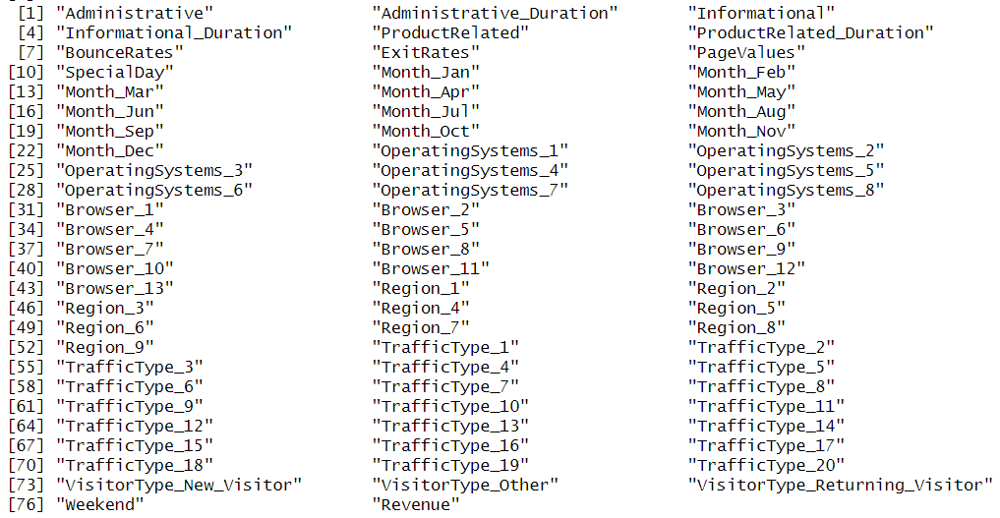 [1] "Administrative" "Administrative_Duration" "Informational"
[4] "Informational_Duration" "ProductRelated" "ProductRelated_Duration"
[7] "BounceRates" "ExitRates" "PageValues"
[10] "SpecialDay" "Month_Jan" "Month_Feb"
[13] "Month_Mar" "Month_Apr" "Month_May"
[16] "Month_Jun" "Month_Jul" "Month_Aug"
[19] "Month_Sep" "Month_Oct" "Month_Nov"
[22] "Month_Dec" "OperatingSystems_1" "OperatingSystems_2"
[25] "OperatingSystems_3" "OperatingSystems_4" "OperatingSystems_5"
[28] "OperatingSystems_6" "OperatingSystems_7" "OperatingSystems_8"
[31] "Browser_1" "Browser_2" "Browser_3"
[34] "Browser_4" "Browser_5" "Browser_6"
[37] "Browser_7" "Browser_8" "Browser_9"
[40] "Browser_10" "Browser_11" "Browser_12"
[43] "Browser_13" "Region_1" "Region_2"
[46] "Region_3" "Region_4" "Region_5"
[49] "Region_6" "Region_7" "Region_8"
[52] "Region_9" "TrafficType_1" "TrafficType_2"
[55] "TrafficType_3" "TrafficType_4" "TrafficType_5"
[58] "TrafficType_6" "TrafficType_7" "TrafficType_8"
[61] "TrafficType_9" "TrafficType_10" "TrafficType_11"
[64] "TrafficType_12" "TrafficType_13" "TrafficType_14"
[67] "TrafficType_15" "TrafficType_16" "TrafficType_17"
[70] "TrafficType_18" "TrafficType_19" "TrafficType_20"
[73] "VisitorType_New_Visitor" "VisitorType_Other" "VisitorType_Returning_Visitor"
[76] "Weekend" "Revenue"